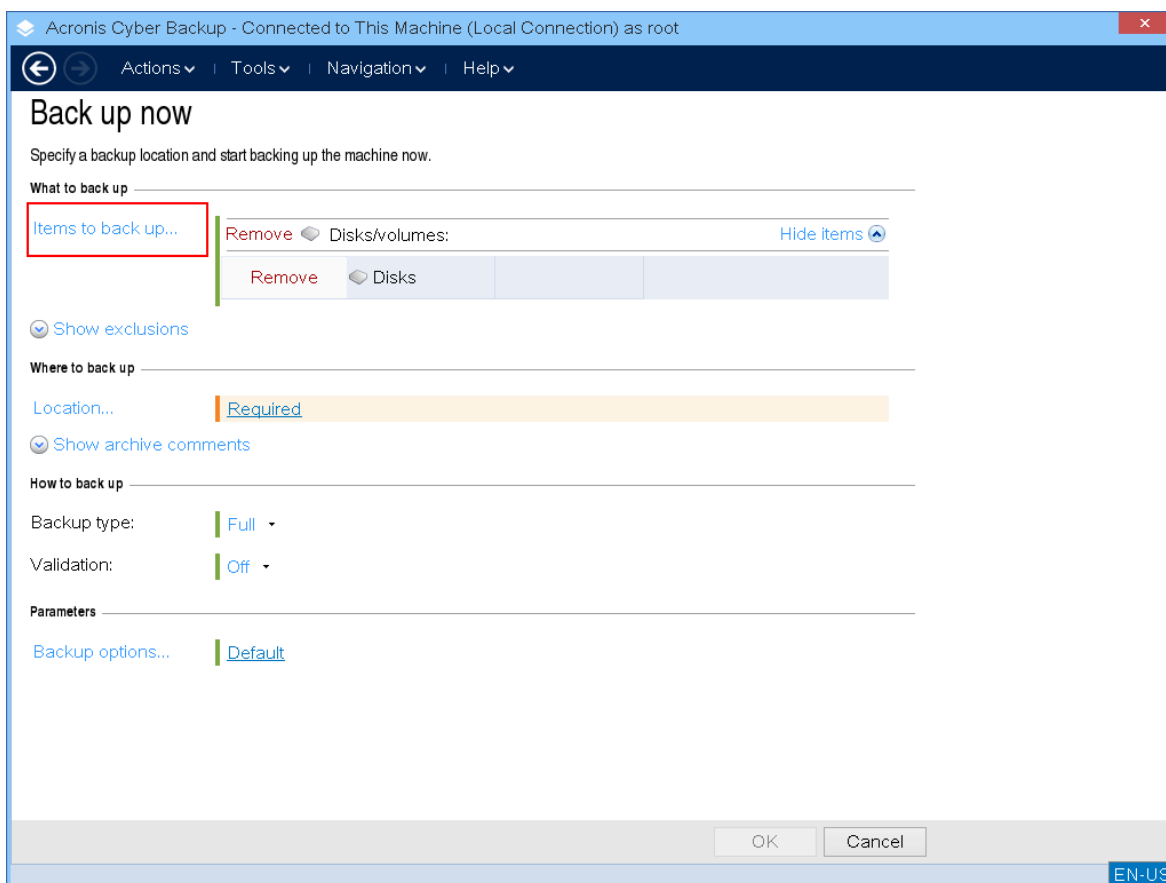 Acronis Cyber Backup - Connected to This Machine (Local Connection) as root
Actions Tools Navigation Help
Back up now
Specify a backup location and start backing up the machine now.
What to back up
Items to back up...
Remove Disks/volumes: Hide items
Remove Disks
Show exclusions
Where to back up
Location... Required
Show archive comments
How to back up
Backup type: Full
Validation: Off
Parameters
Backup options... Default
OK Cancel
EN-US